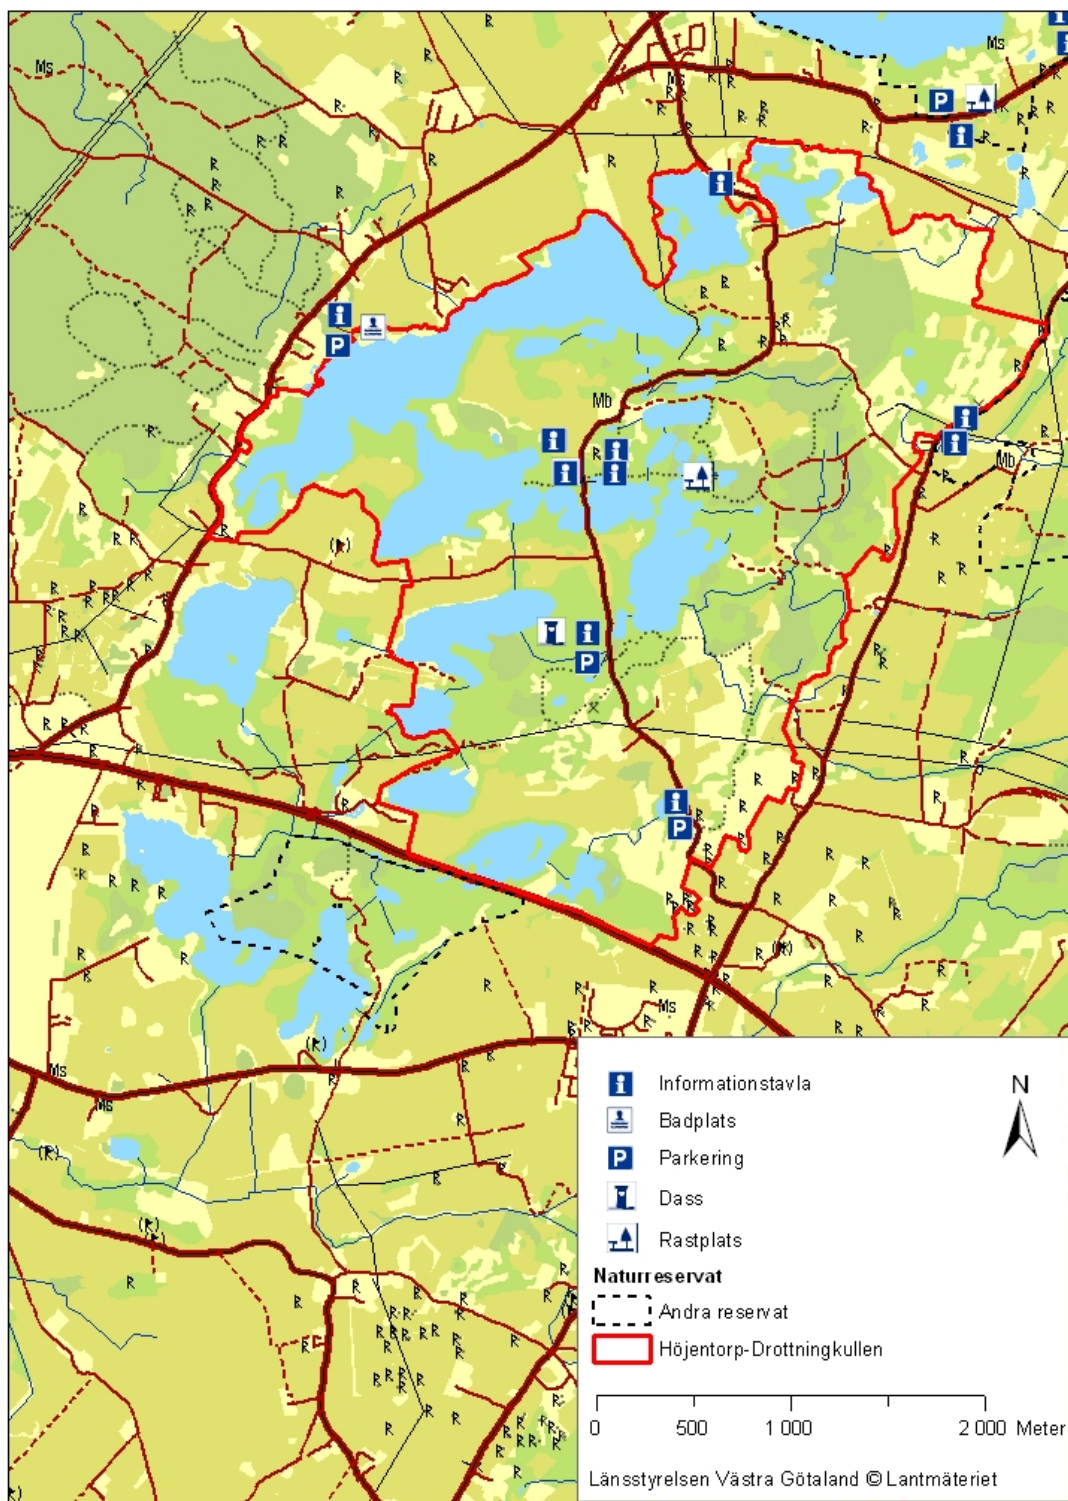 Ms
Ms
Ms
P
i
i
i
P
Mb
i
i
i
i
i
i
Mb
(R)
i
P
i
P
(R)
Ms
(R)
Ms
Ms
(R)
(R)
i Informationstavla
Badplats
P Parkering
Dass
Rastplats
N
Naturreservat
Andra reservat
Höjentorp-Drottningkullen
0 500 1 000 2 000 Meter
Länsstyrelsen Västra Götaland © Lantmäteriet